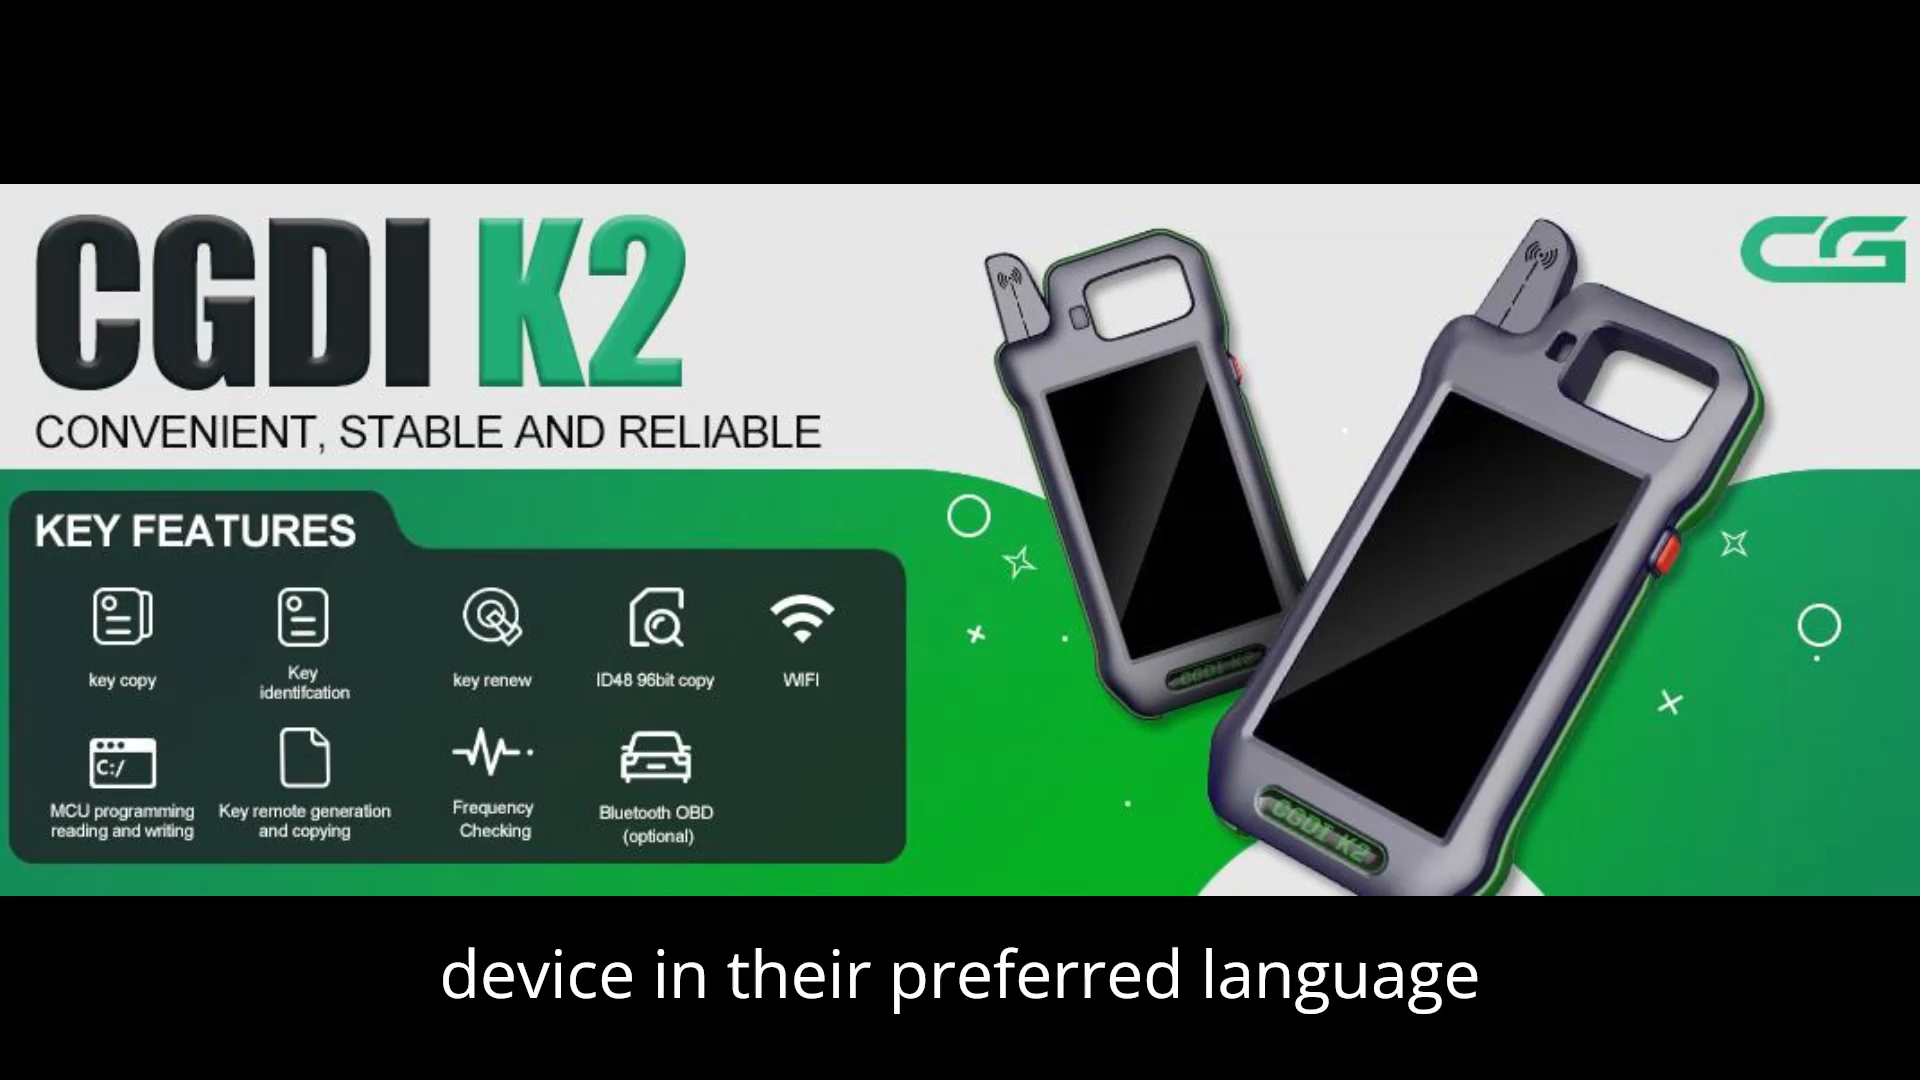 CGDI K2
CG
CONVENIENT, STABLE AND RELIABLE
KEY FEATURES
key copy
Key
identifcation
key renew
ID48 96bit copy
WIFI
C:/
MCU programming
reading and writing
Key remote generation
and copying
Frequency
Checking
Bluetooth OBD
(optional)
CGDI K2
CGDI K2
device in their preferred language